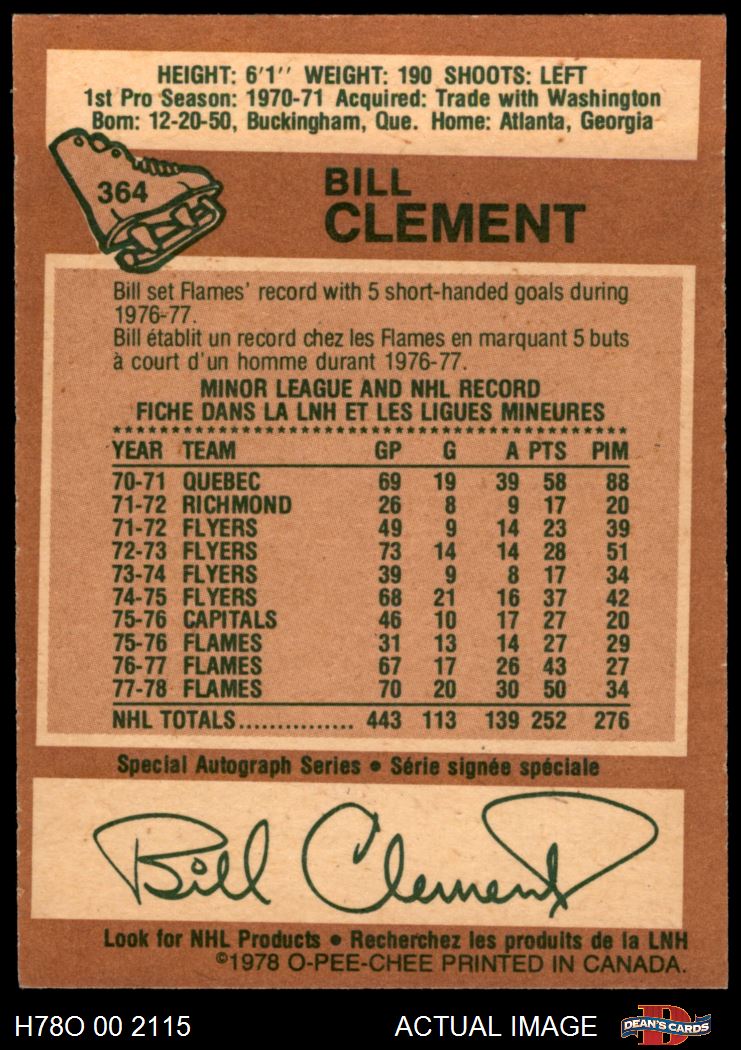 HEIGHT: 6'1'' WEIGHT: 190 SHOOTS: LEFT
1st Pro Season: 1970-71 Acquired: Trade with Washington
Born: 12-20-50, Buckingham, Que. Home: Atlanta, Georgia
364
BILL
CLEMENT
Bill set Flames' record with 5 short-handed goals during
1976-77.
Bill établit un record chez les Flames en marquant 5 buts
à court d'un homme durant 1976-77.
MINOR LEAGUE AND NHL RECORD
FICHE DANS LA LNH ET LES LIGUES MINEURES
YEAR TEAM GP G A PTS PIM
70-71 QUEBEC 69 19 39 58 88
71-72 RICHMOND 26 8 9 17 20
71-72 FLYERS 49 9 14 23 39
72-73 FLYERS 73 14 14 28 51
73-74 FLYERS 39 9 8 17 34
74-75 FLYERS 68 21 16 37 42
75-76 CAPITALS 46 10 17 27 20
75-76 FLAMES 31 13 14 27 29
76-77 FLAMES 67 17 26 43 27
77-78 FLAMES 70 20 30 50 34
NHL TOTALS............... 443 113 139 252 276
Special Autograph Series • Série signée spéciale
Bill Clement
Look for NHL Products • Recherchez les produits de la LNH
©1978 O-PEE-CHEE PRINTED IN CANADA.
H78O 00 2115 ACTUAL IMAGE D DEAN'S CARDS